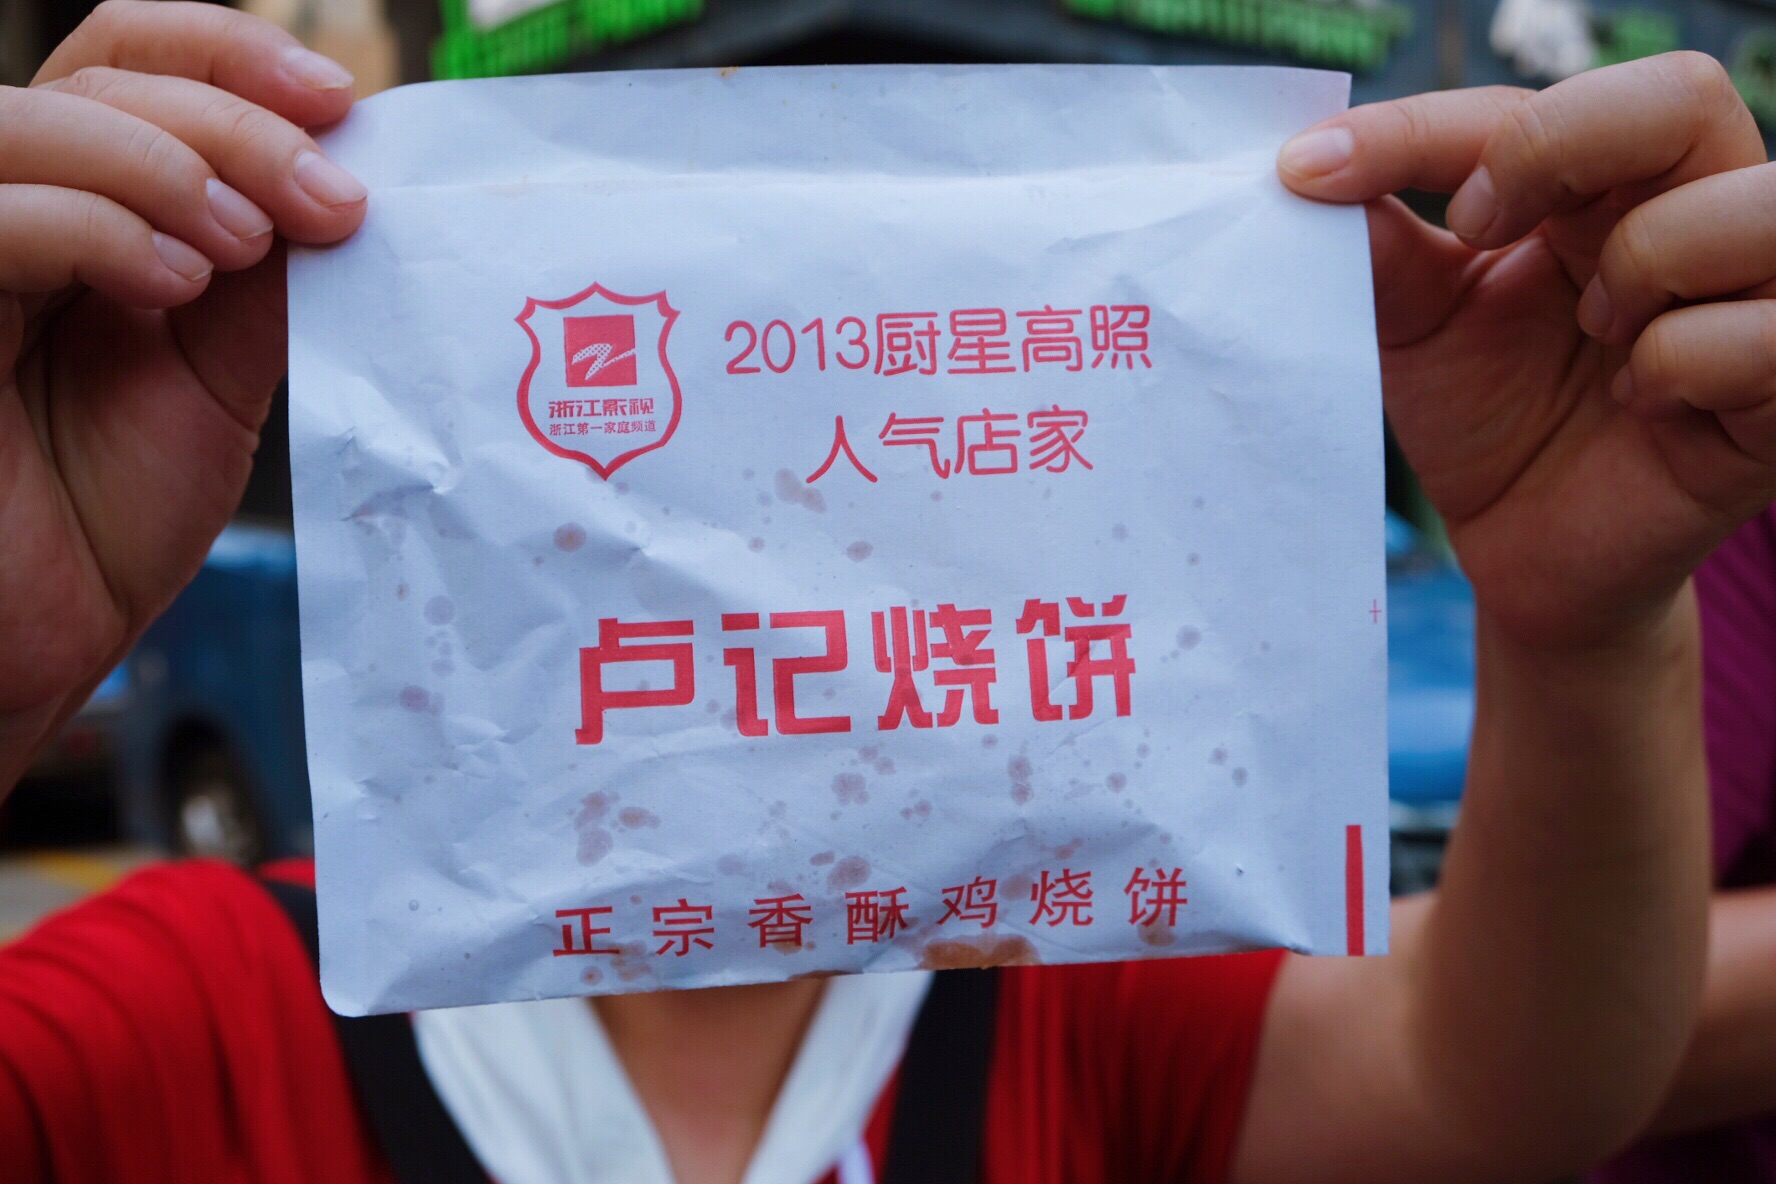 2013厨星高照
人气店家
浙江影视
浙江第一家庭频道
卢记烧饼
正宗香酥鸡烧饼